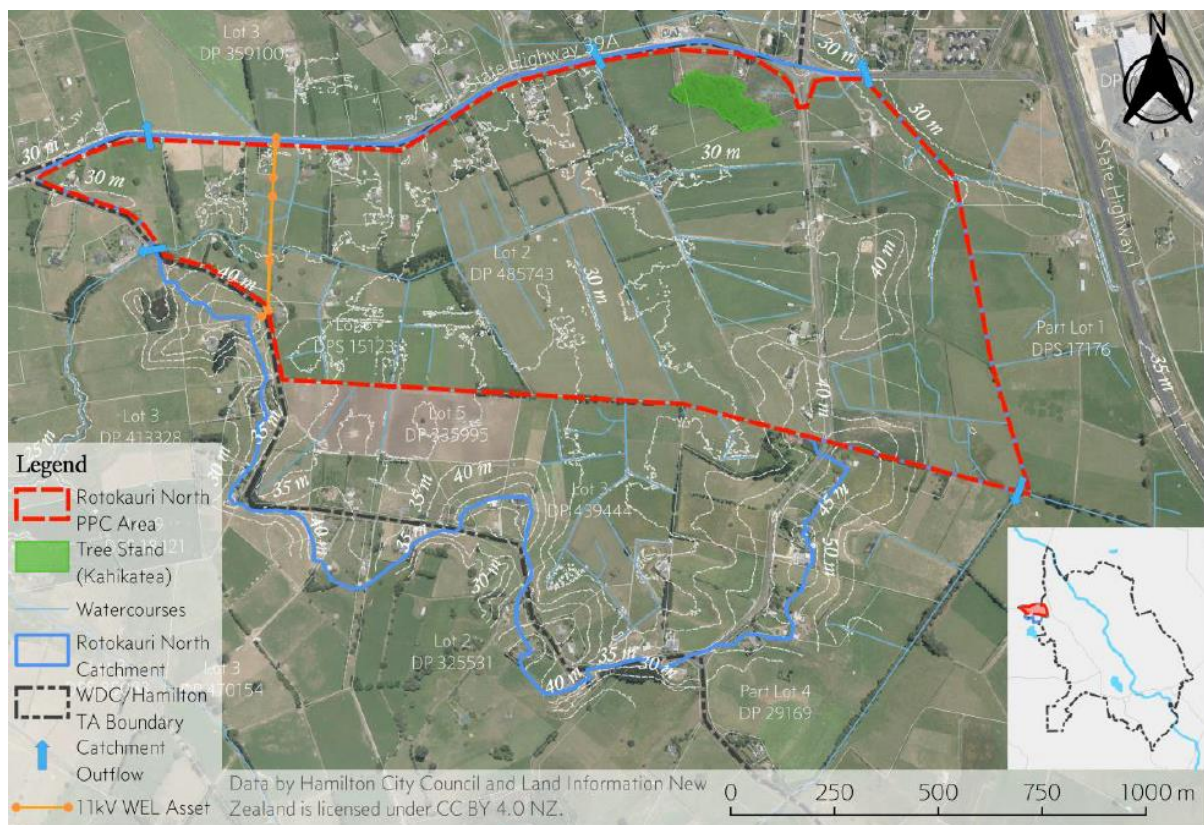 Lot 3
DP 359100
State Highway 39A
30 m
N
30 m
30 m
30 m
30 m
State Highway 1
Lot 2
DP 485743
30 m
40 m
40 m
DPS 15123
Part Lot 1
DPS 17176
35 m
40 m
Lot 3
DP 413328
Lot 5
DP 335995
35 m
30 m
25 m
35 m
40 m
35 m
Lot 3
DP 439444
45 m
50 m
40 m
35 m
30 m
Lot 2
DP 325531
35 m
30 m
40 m
Part Lot 4
DP 29169
Lot 3
Legend
Rotokauri North
PPC Area
Tree Stand
(Kahikatea)
Watercourses
Rotokauri North
Catchment
WDC/Hamilton
TA Boundary
Catchment
Outflow
11kV WEL Asset
Data by Hamilton City Council and Land Information New
Zealand is licensed under CC BY 4.0 NZ.
0 250 500 750 1000 m